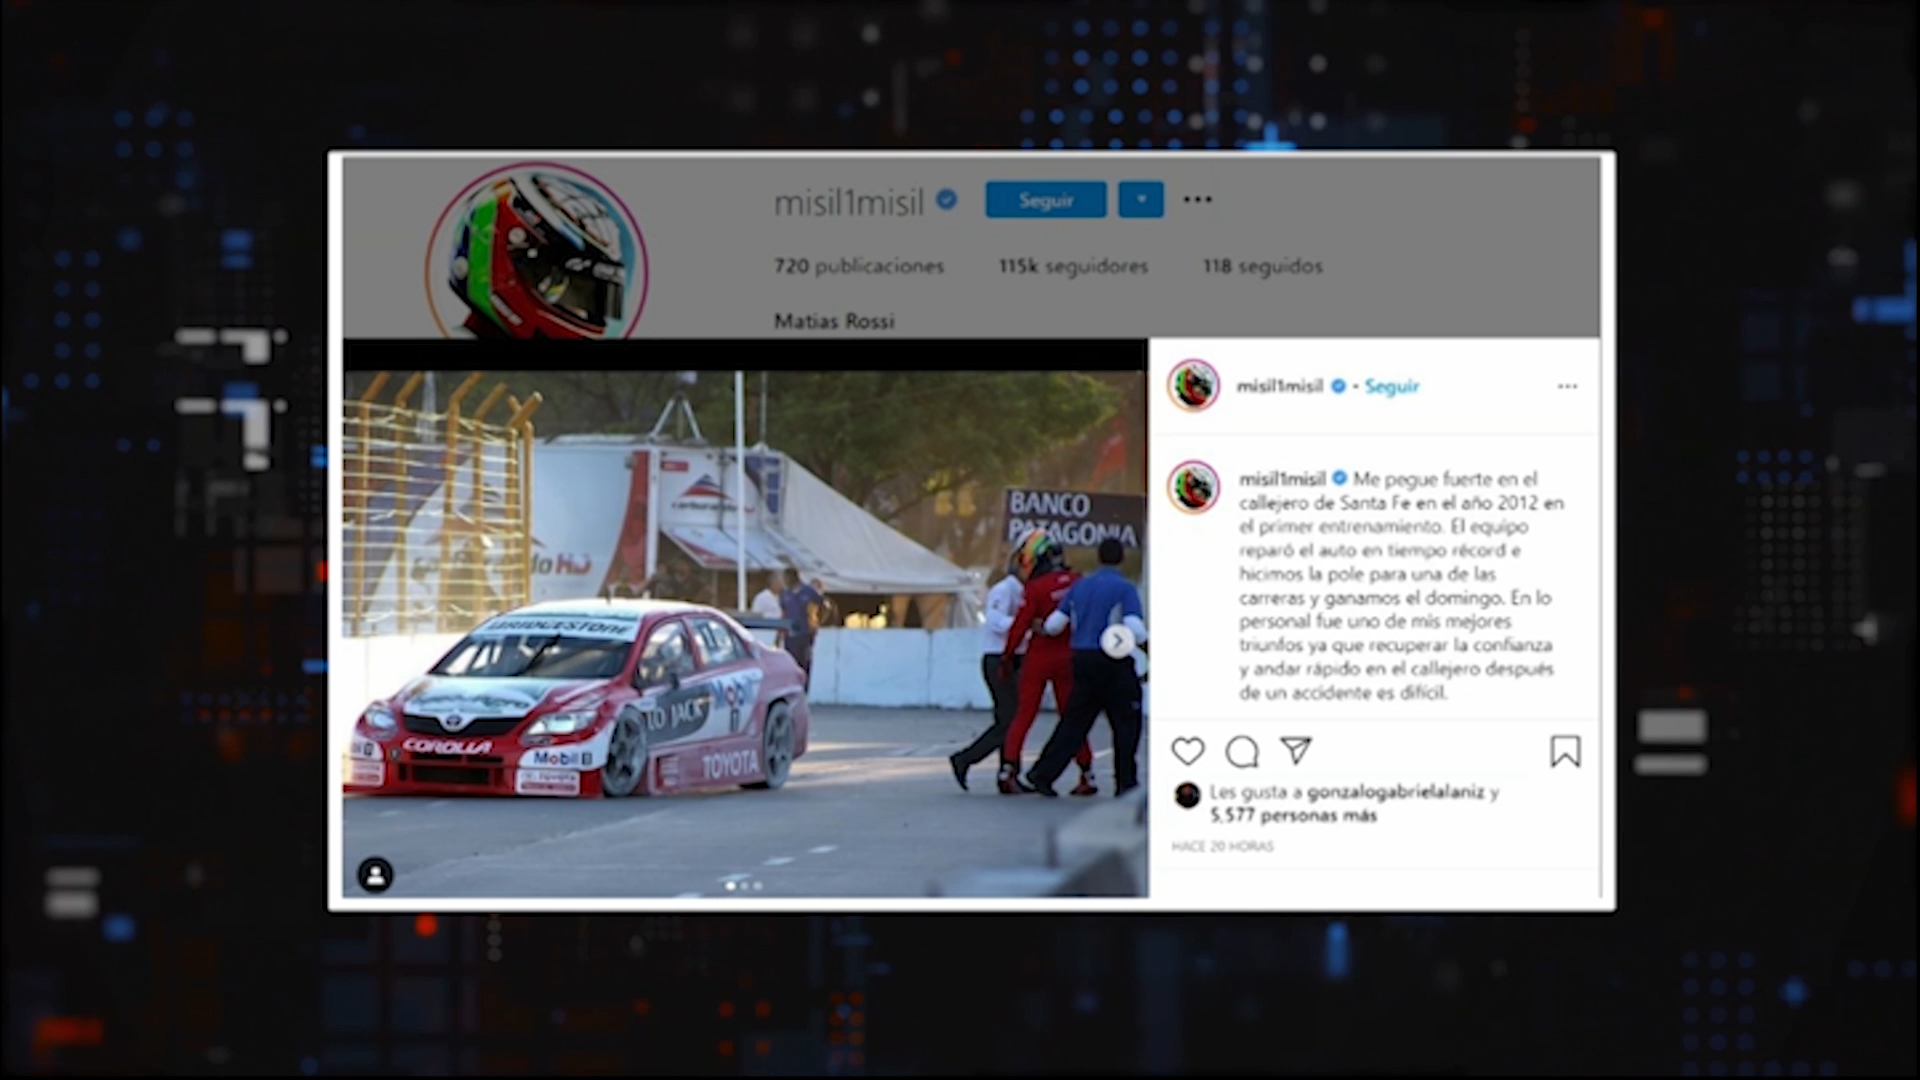 misil1misil
Seguir
720 publicaciones 115k seguidores 118 seguidos
Matias Rossi
BANCO
PATAGONIA
BRIDGESTONE
LO JACK
Mobil 1
COROLLA
Mobil 1
TOYOTA
TOYOTA
misil1misil • Seguir
misil1misil Me pegue fuerte en el
callejero de Santa Fe en el año 2012 en
el primer entrenamiento. El equipo
reparó el auto en tiempo récord e
hicimos la pole para una de las
carreras y ganamos el domingo. En lo
personal fue uno de mis mejores
triunfos ya que recuperar la confianza
y andar rápido en el callejero después
de un accidente es difícil.
Les gusta a gonzalogabrielalaniz y
5,577 personas más
HACE 20 HORAS